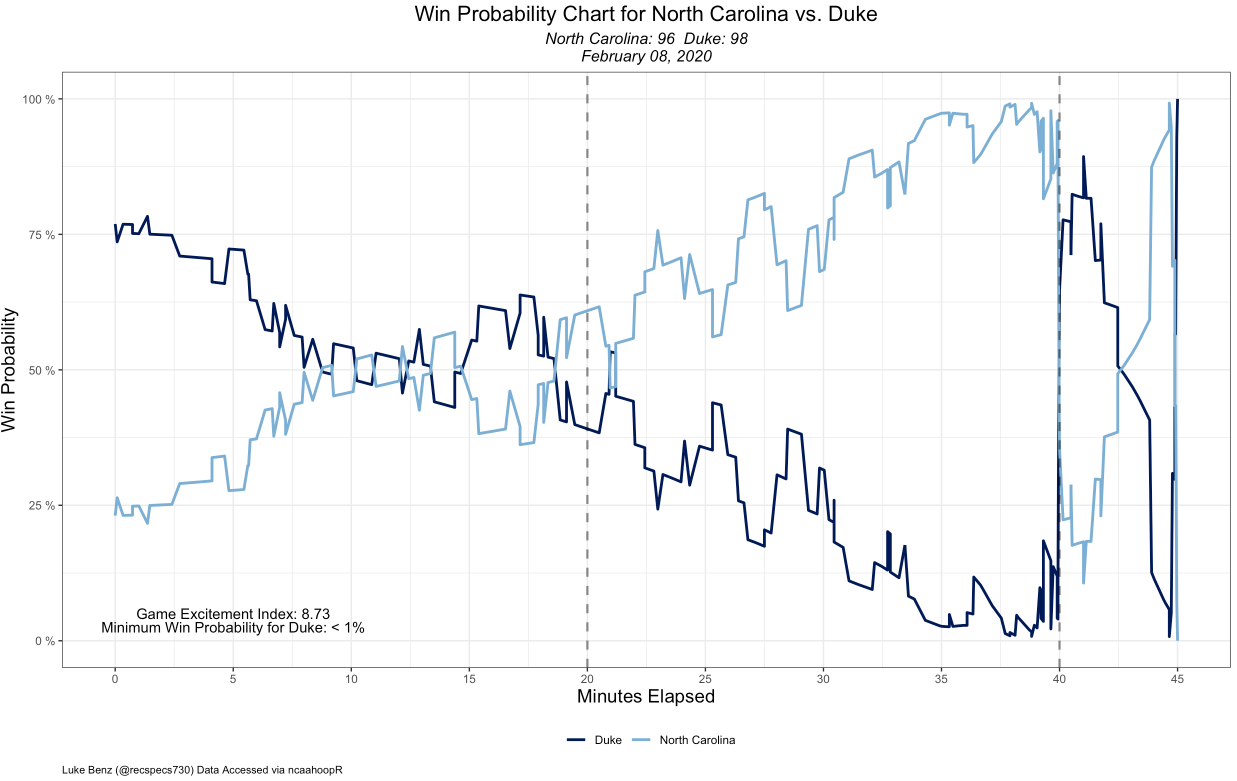 Win Probability Chart for North Carolina vs. Duke
North Carolina: 96  Duke: 98
February 08, 2020
Win Probability
100 %
75 %
50 %
25 %
0 %
Game Excitement Index: 8.73
Minimum Win Probability for Duke: < 1%
0 5 10 15 20 25 30 35 40 45
Minutes Elapsed
Duke North Carolina
Luke Benz (@recspecs730) Data Accessed via ncaahoopR